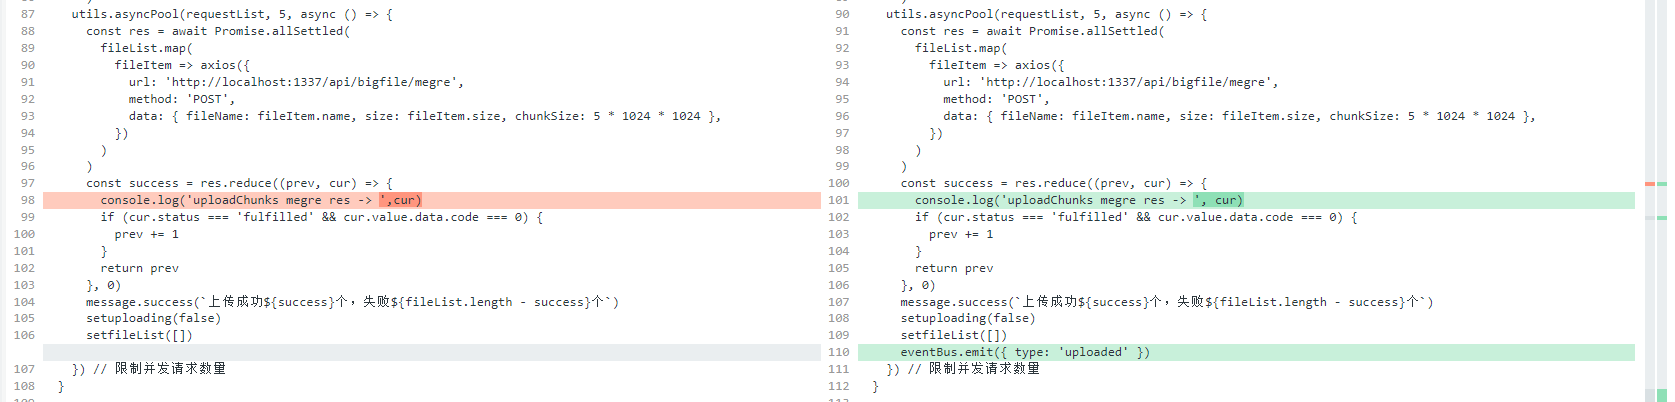 87 utils.asyncPool(requestList, 5, async () => {
88 const res = await Promise.allSettled(
89 fileList.map(
90 fileItem => axios({
91 url: 'http://localhost:1337/api/bigfile/megre',
92 method: 'POST',
93 data: { fileName: fileItem.name, size: fileItem.size, chunkSize: 5 * 1024 * 1024 },
94 })
95 )
96 )
97 const success = res.reduce((prev, cur) => {
98 console.log('uploadChunks megre res -> ',cur)
99 if (cur.status === 'fulfilled' && cur.value.data.code === 0) {
100 prev += 1
101 }
102 return prev
103 }, 0)
104 message.success(`上传成功${success}个，失败${fileList.length - success}个`)
105 setuploading(false)
106 setfileList([])
107 }) // 限制并发请求数量
108 }
90 utils.asyncPool(requestList, 5, async () => {
91 const res = await Promise.allSettled(
92 fileList.map(
93 fileItem => axios({
94 url: 'http://localhost:1337/api/bigfile/megre',
95 method: 'POST',
96 data: { fileName: fileItem.name, size: fileItem.size, chunkSize: 5 * 1024 * 1024 },
97 })
98 )
99 )
100 const success = res.reduce((prev, cur) => {
101 console.log('uploadChunks megre res -> ', cur)
102 if (cur.status === 'fulfilled' && cur.value.data.code === 0) {
103 prev += 1
104 }
105 return prev
106 }, 0)
107 message.success(`上传成功${success}个，失败${fileList.length - success}个`)
108 setuploading(false)
109 setfileList([])
110 eventBus.emit({ type: 'uploaded' })
111 }) // 限制并发请求数量
112 }